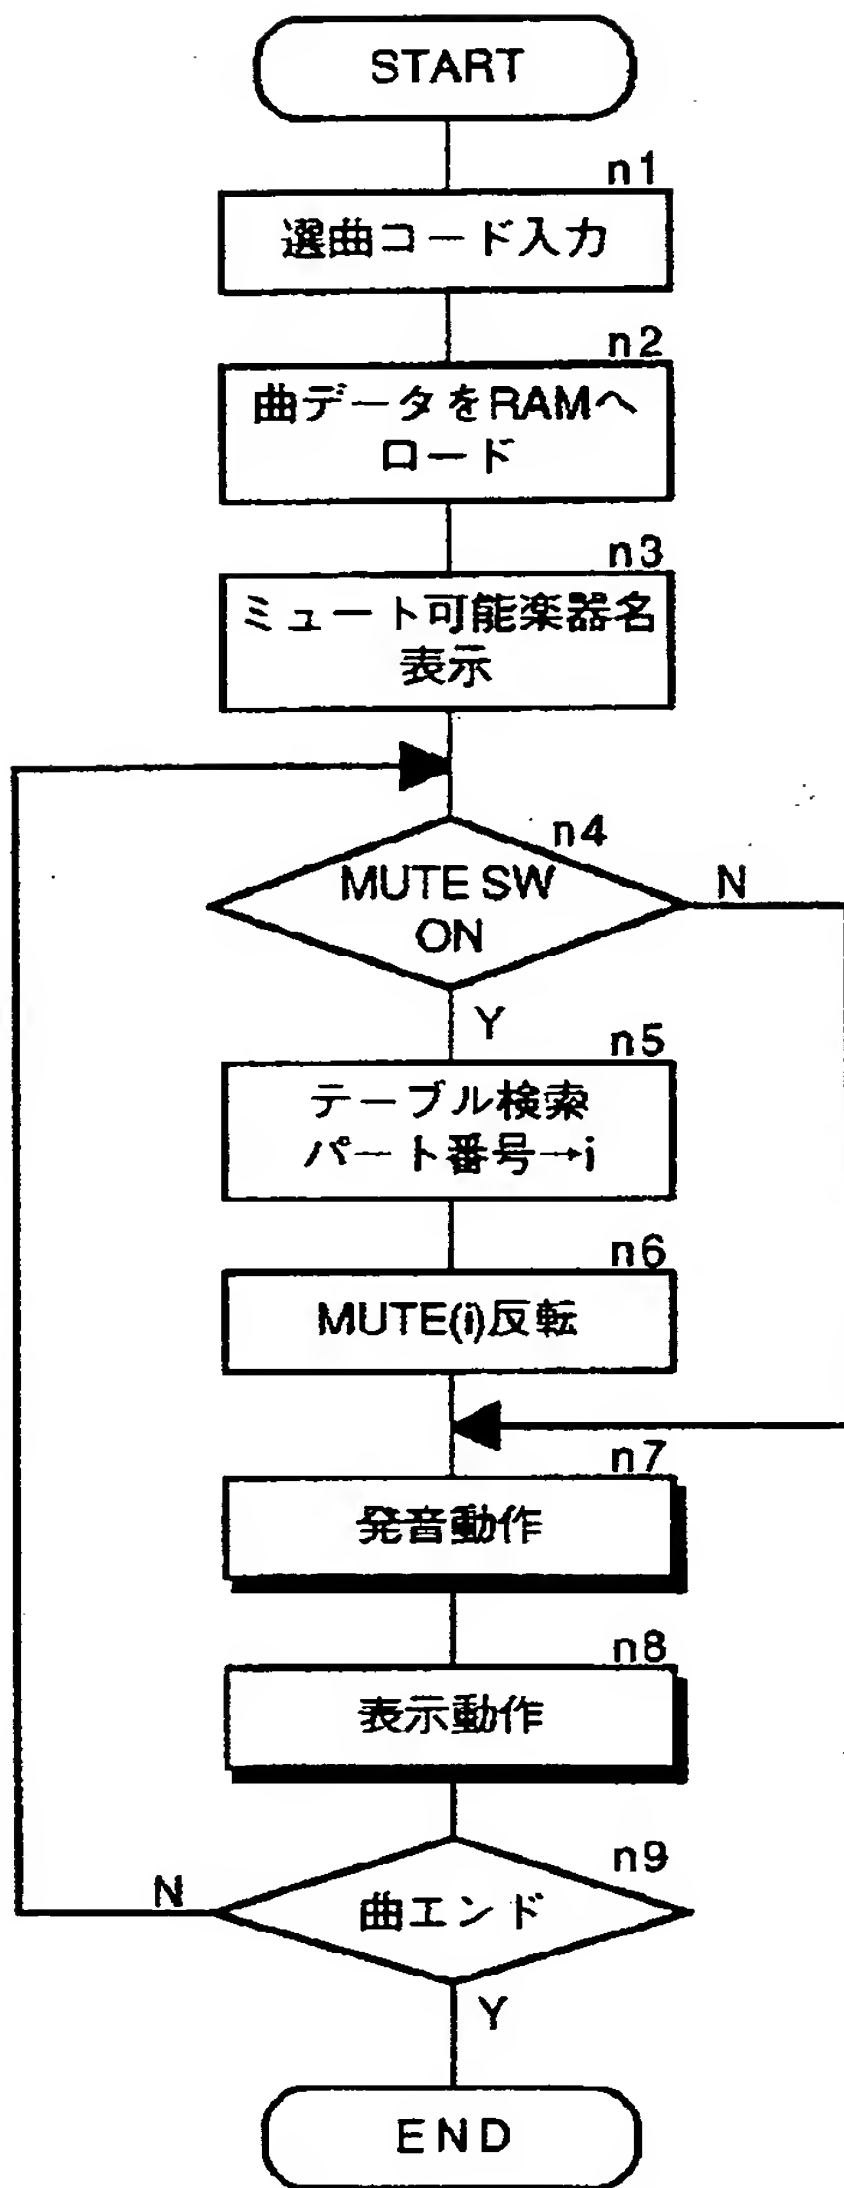 START
n1
選曲コード入力
n2
曲データをRAMへ
ロード
n3
ミュート可能楽器名
表示
n4
MUTE SW
ON
N
Y
n5
テーブル検索
パート番号→i
n6
MUTE(i)反転
n7
発音動作
n8
表示動作
n9
曲エンド
N
Y
END